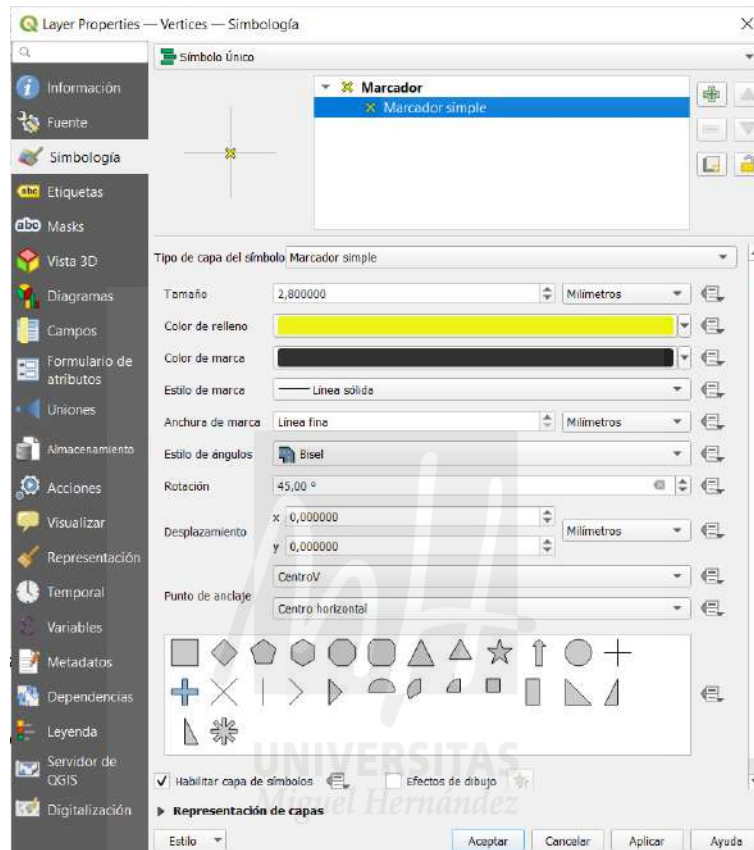 Layer Properties — Vertices — Simbología
Símbolo Único
Información
Fuente
Simbología
abc Etiquetas
abc Masks
Vista 3D
Diagramas
Campos
Formulario de
atributos
Uniones
Almacenamiento
Acciones
Visualizar
Representación
Temporal
Variables
Metadatos
Dependencias
Leyenda
Servidor de
QGIS
Digitalización
Marcador
Marcador simple
Tipo de capa del símbolo Marcador simple
Tamaño 2,800000 Milímetros
Color de relleno
Color de marca
Estilo de marca Línea sólida
Anchura de marca Línea fina Milímetros
Estilo de ángulos Bisel
Rotación 45,00 °
Desplazamiento x 0,000000 Milímetros
y 0,000000
Punto de anclaje CentroV
Centro horizontal
UNIVERSITAS
Miguel Hernández
Habilitar capa de símbolos Efectos de dibujo
Representación de capas
Estilo Aceptar Cancelar Aplicar Ayuda